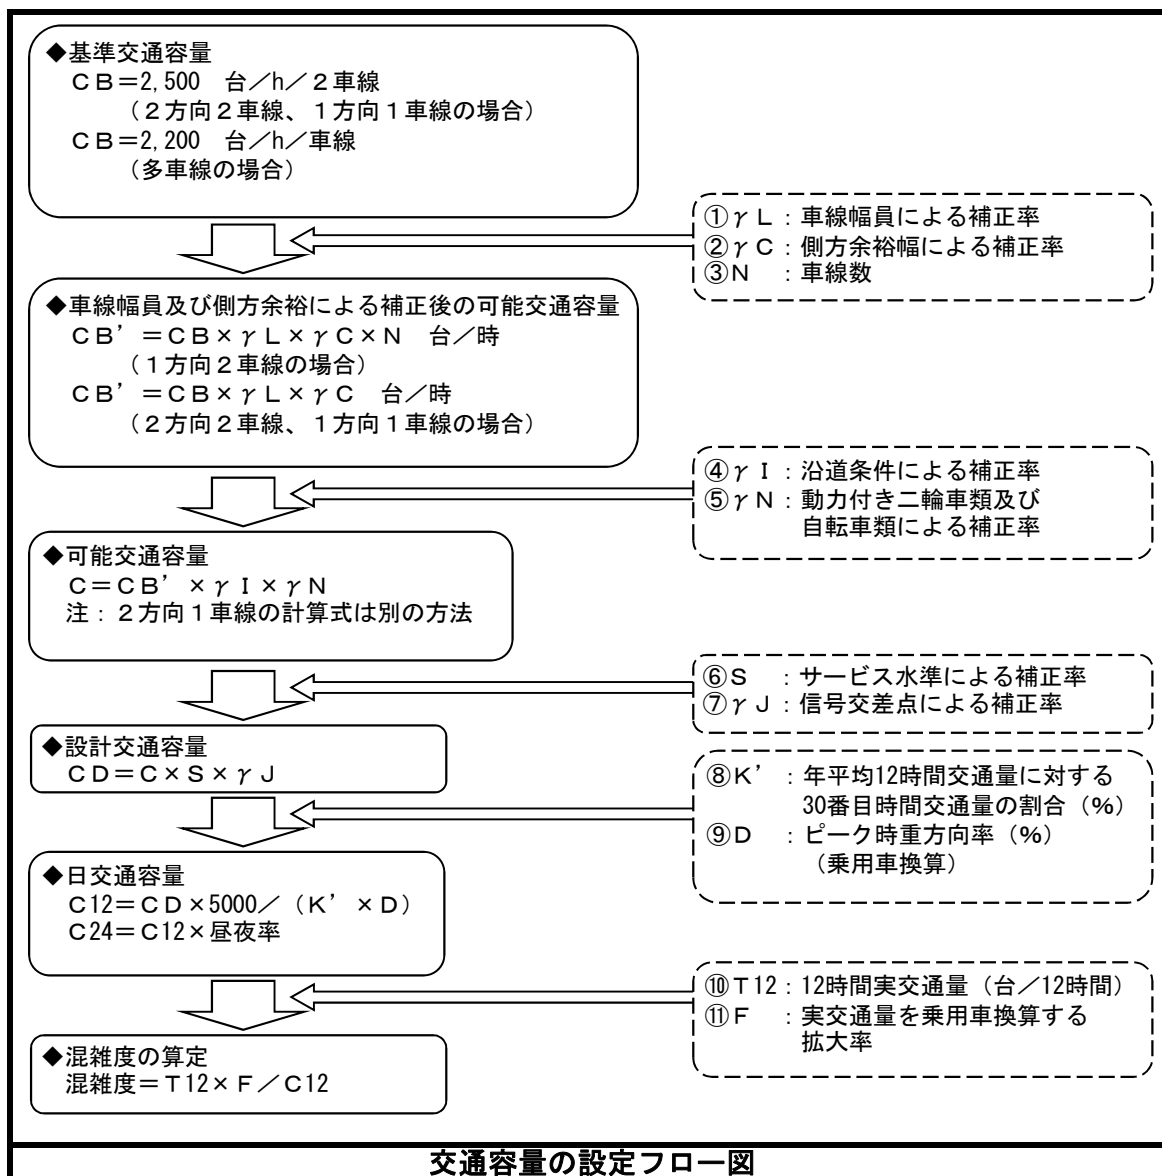 ◆基準交通容量
ＣＢ＝2,500　台／h／２車線
（２方向２車線、１方向１車線の場合）
ＣＢ＝2,200　台／h／車線
（多車線の場合）
①γＬ：車線幅員による補正率
②γＣ：側方余裕幅による補正率
③Ｎ　：車線数
◆車線幅員及び側方余裕による補正後の可能交通容量
ＣＢ’＝ＣＢ×γＬ×γＣ×Ｎ　台／時
（１方向２車線の場合）
ＣＢ’＝ＣＢ×γＬ×γＣ　台／時
（２方向２車線、１方向１車線の場合）
④γＩ：沿道条件による補正率
⑤γＮ：動力付き二輪車類及び
自転車類による補正率
◆可能交通容量
Ｃ＝ＣＢ’×γＩ×γＮ
注：２方向１車線の計算式は別の方法
⑥Ｓ　：サービス水準による補正率
⑦γＪ：信号交差点による補正率
◆設計交通容量
ＣＤ＝Ｃ×Ｓ×γＪ
⑧Ｋ’：年平均12時間交通量に対する
30番目時間交通量の割合（％）
⑨Ｄ　：ピーク時重方向率（％）
（乗用車換算）
◆日交通容量
Ｃ12＝ＣＤ×5000／（Ｋ’×Ｄ）
Ｃ24＝Ｃ12×昼夜率
⑩Ｔ12：12時間実交通量（台／12時間）
⑪Ｆ　：実交通量を乗用車換算する
拡大率
◆混雑度の算定
混雑度＝Ｔ12×Ｆ／Ｃ12
交通容量の設定フロー図